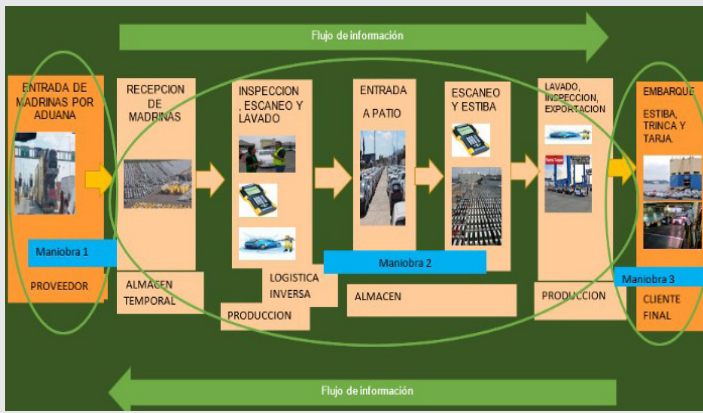 Flujo de información
ENTRADA DE
MADRINAS POR
ADUANA
RECEPCION
DE
MADRINAS
INSPECCION
, ESCANEO Y
LAVADO
ENTRADA
A PATIO
ESCANEO
Y ESTIBA
LAVADO,
INSPECCION,
EXPORTACION
EMBARQUE
ESTIBA,
TRINCA Y
TARJA.
Maniobra 1
Maniobra 2
Maniobra 3
PROVEEDOR
ALMACEN
TEMPORAL
LOGISTICA
INVERSA
PRODUCCION
ALMACEN
PRODUCCION
CLIENTE
FINAL
Flujo de información